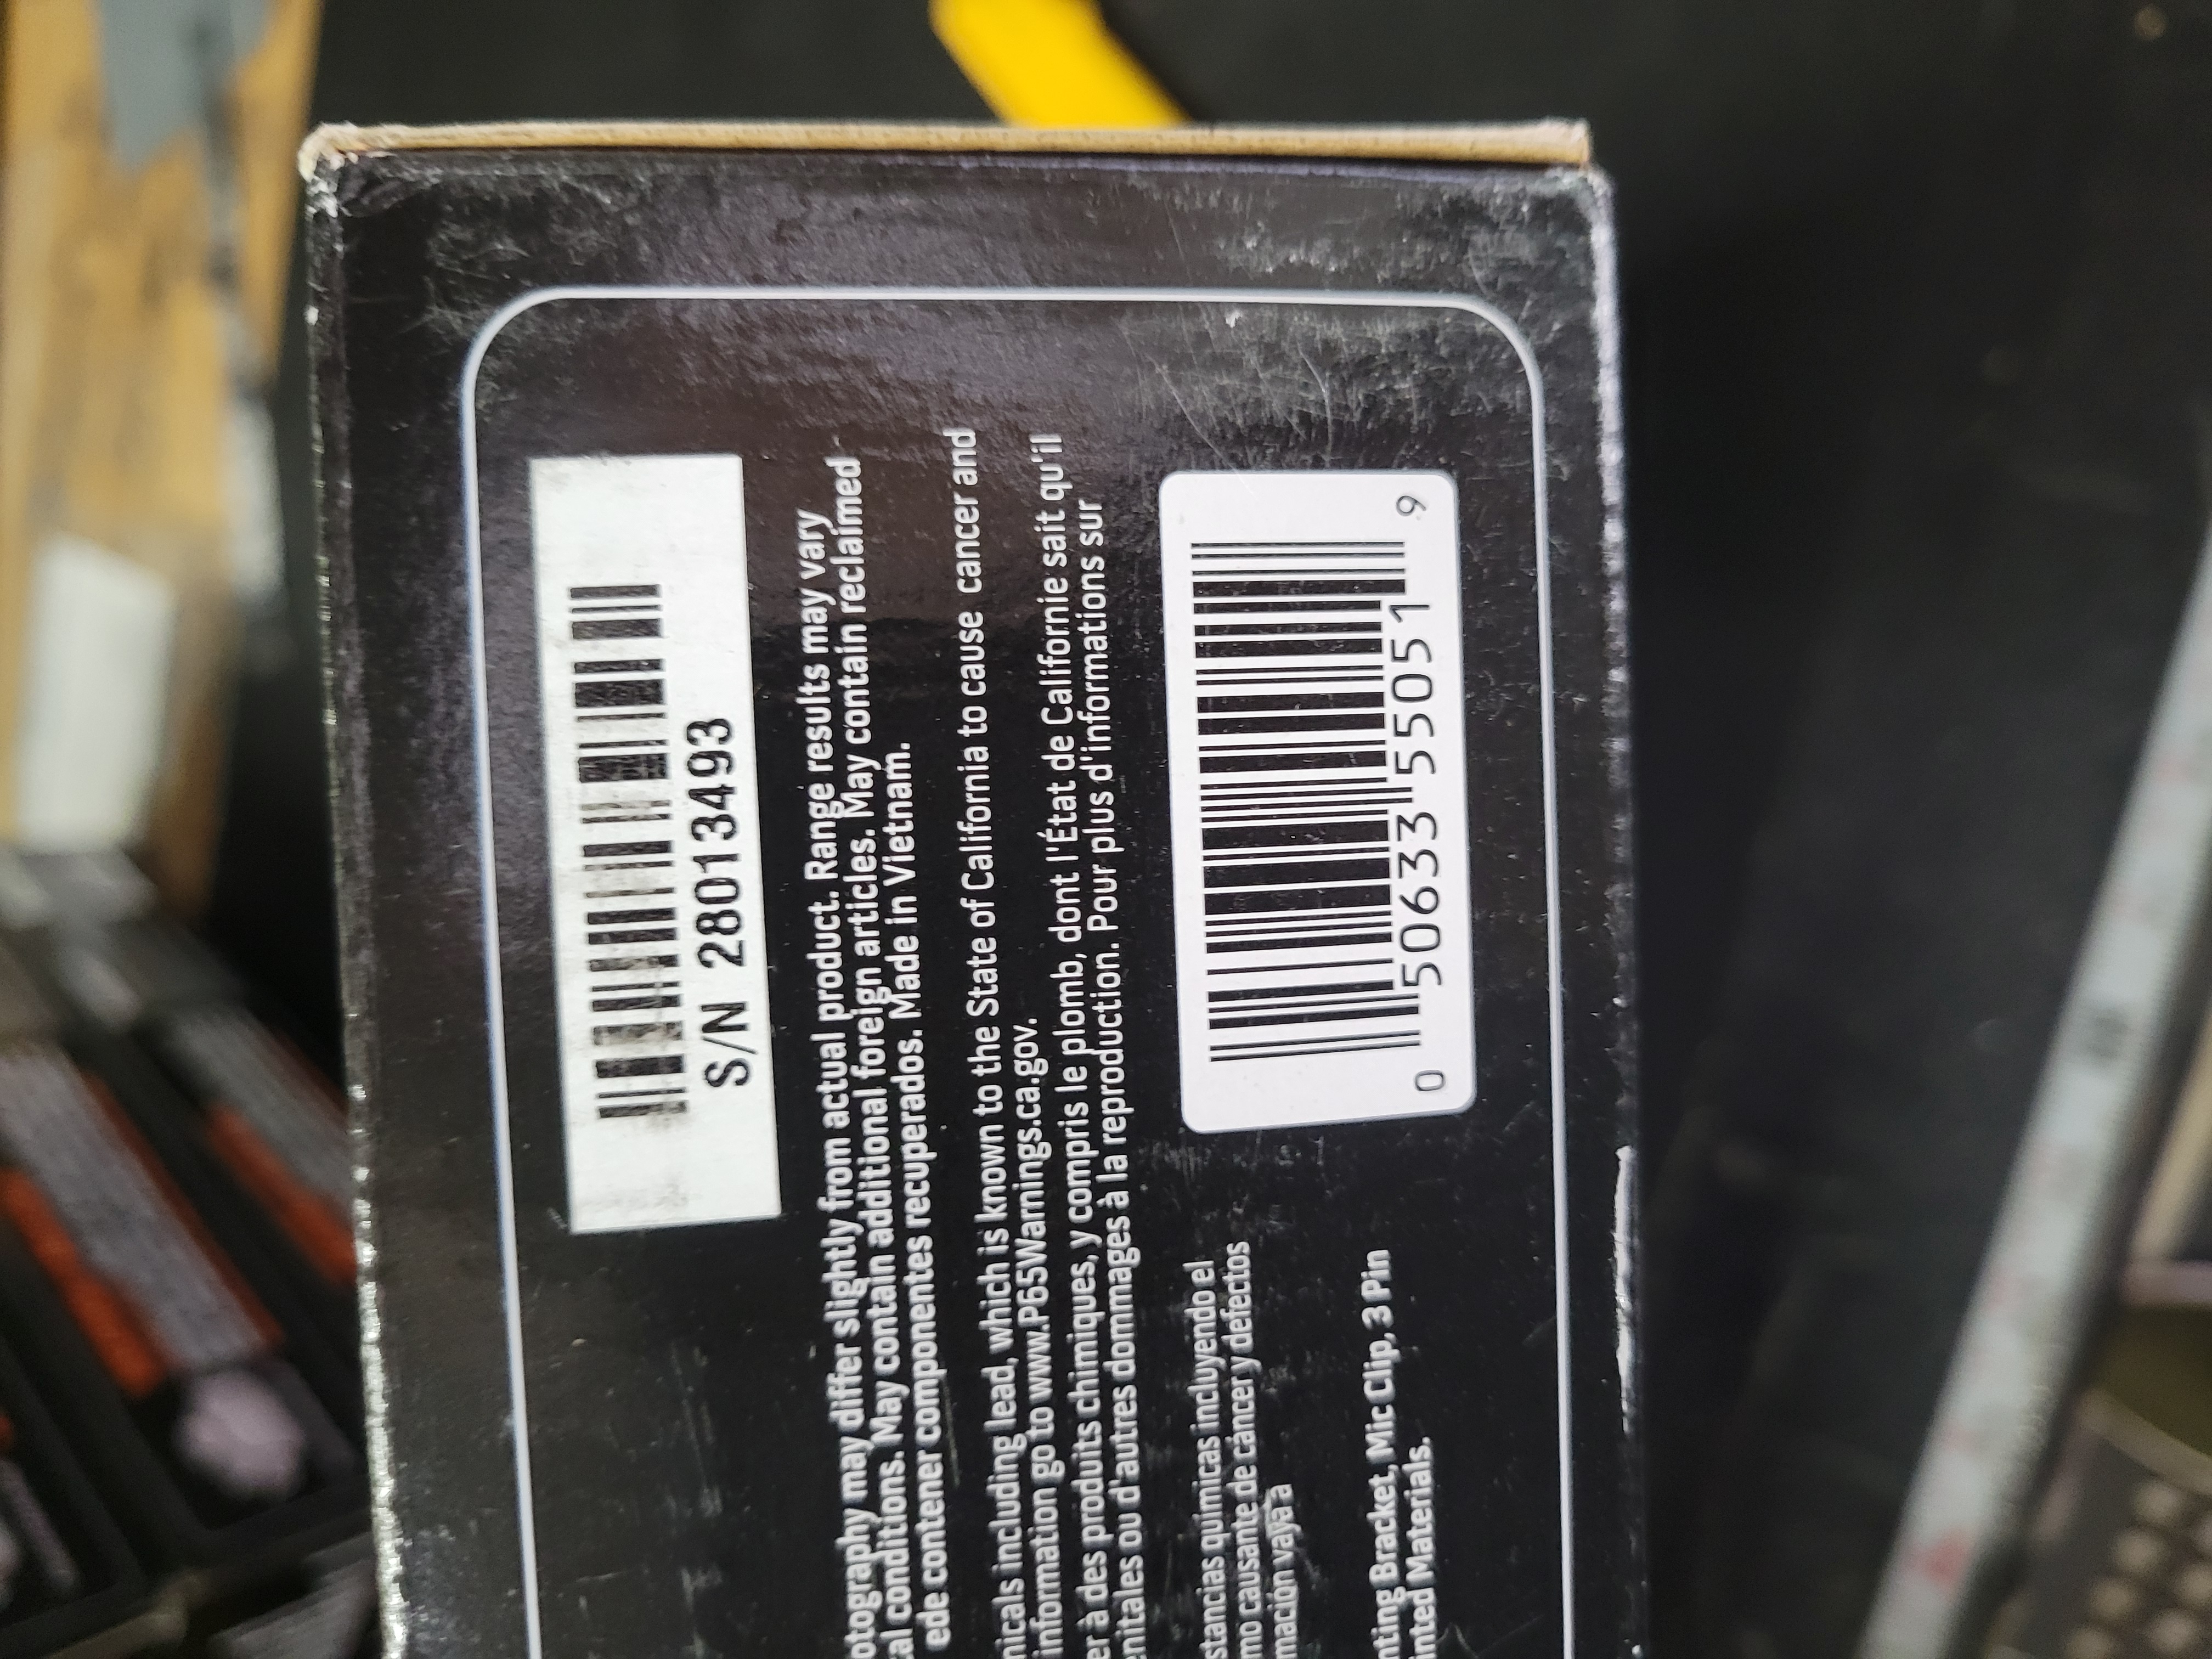 S/N 28013493
otography may differ slightly from actual product. Range results may vary
al conditions. May contain additional foreign articles. May contain reclaimed
ede contener componentes recuperados. Made in Vietnam.
nicals including lead, which is known to the State of California to cause cancer and
information go to www.P65Warnings.ca.gov.
er à des produits chimiques, y compris le plomb, dont l'État de Californie sait qu'il
enitales ou d'autres dommages à la reproduction. Pour plus d'informations sur
stancias químicas incluyendo el
mo causante de cáncer y defectos
mación vaya a
0 50633 55051 9
nting Bracket, Mic Clip, 3 Pin
inted Materials.